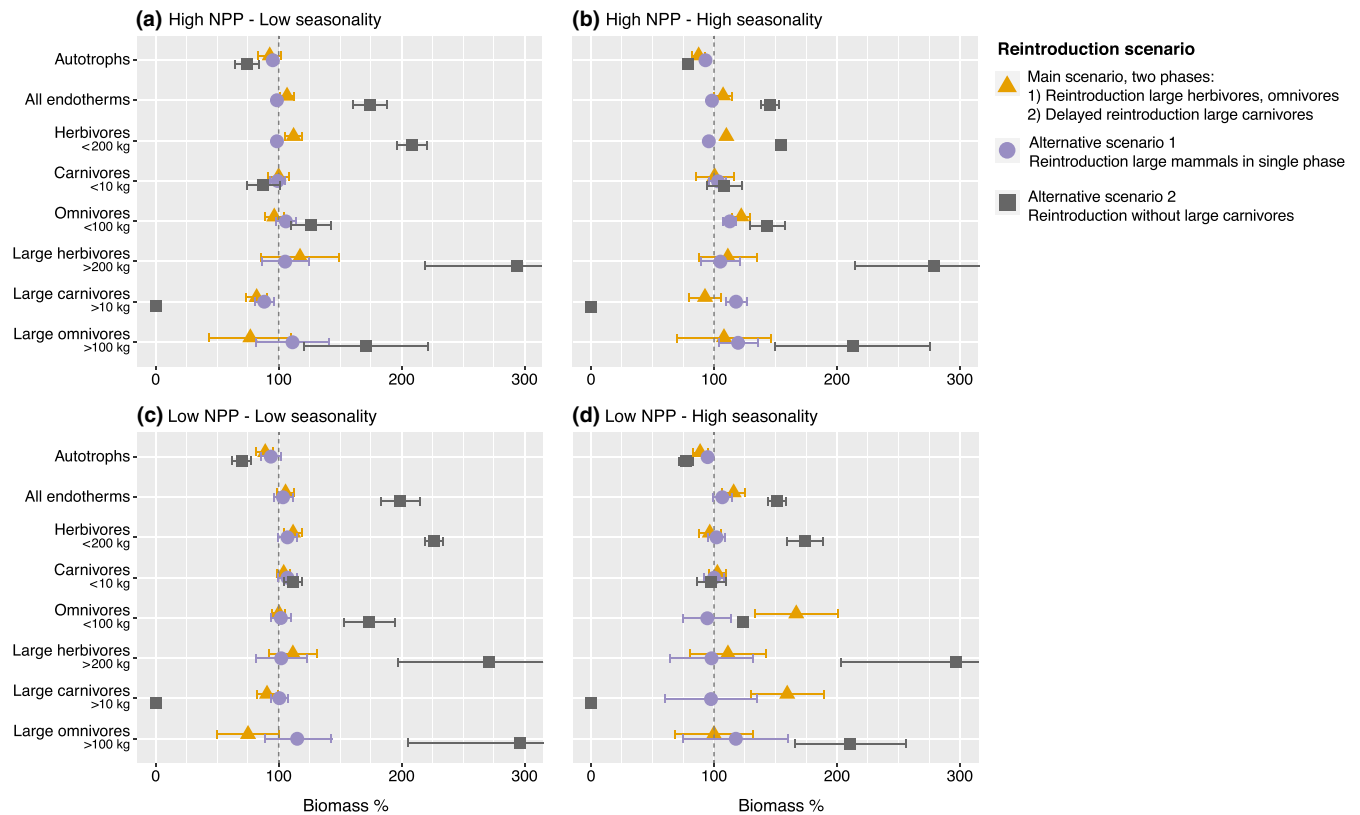 (a) High NPP - Low seasonality
Autotrophs
All endotherms
Herbivores
<200 kg
Carnivores
<10 kg
Omnivores
<100 kg
Large herbivores
>200 kg
Large carnivores
>10 kg
Large omnivores
>100 kg
0 100 200 300
(b) High NPP - High seasonality
0 100 200 300
Reintroduction scenario
Main scenario, two phases:
1) Reintroduction large herbivores, omnivores
2) Delayed reintroduction large carnivores
Alternative scenario 1
Reintroduction large mammals in single phase
Alternative scenario 2
Reintroduction without large carnivores
(c) Low NPP - Low seasonality
Autotrophs
All endotherms
Herbivores
<200 kg
Carnivores
<10 kg
Omnivores
<100 kg
Large herbivores
>200 kg
Large carnivores
>10 kg
Large omnivores
>100 kg
0 100 200 300
Biomass %
(d) Low NPP - High seasonality
0 100 200 300
Biomass %